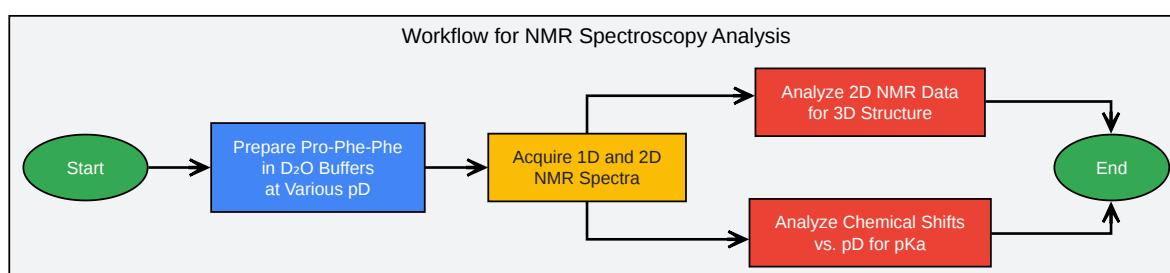 Workflow for NMR Spectroscopy Analysis
Start
Prepare Pro-Phe-Phe
in D₂O Buffers
at Various pD
Acquire 1D and 2D
NMR Spectra
Analyze 2D NMR Data
for 3D Structure
Analyze Chemical Shifts
vs. pD for pKa
End